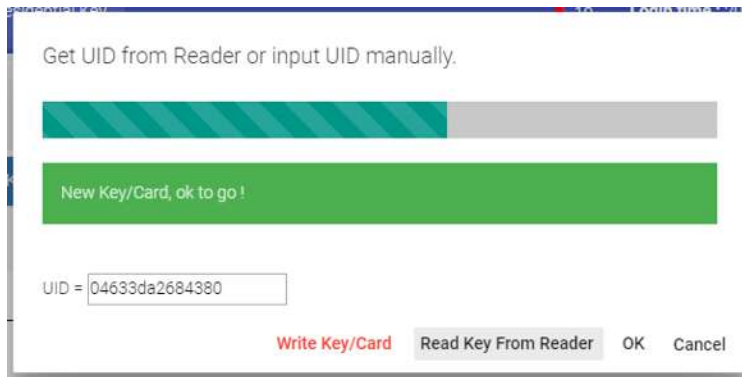 Get UID from Reader or input UID manually.
New Key/Card, ok to go !
UID = 04633da2684380
Write Key/Card Read Key From Reader OK Cancel